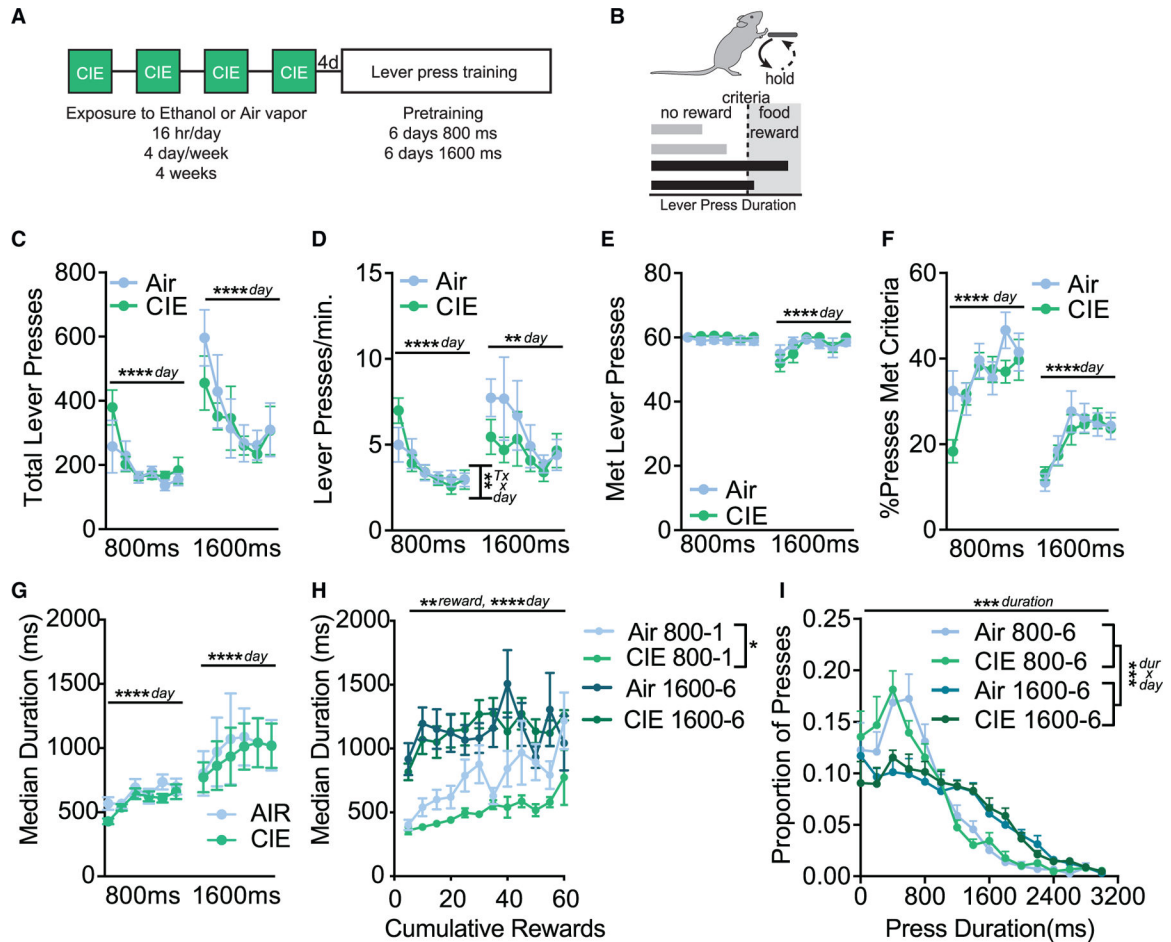 A
CIE
CIE
CIE
CIE
4d
Lever press training
Exposure to Ethanol or Air vapor
16 hr/day
4 day/week
4 weeks
Pretraining
6 days 800 ms
6 days 1600 ms
B
hold
criteria
no reward
food
reward
Lever Press Duration
C
Total Lever Presses
800
600
400
200
0
Air
CIE
****day
****day
800ms
1600ms
D
Lever Presses/min.
15
10
5
0
Air
CIE
****day
**day
**
Tx
x
day
800ms
1600ms
E
Met Lever Presses
80
60
40
20
0
****day
Air
CIE
800ms
1600ms
F
%Presses Met Criteria
60
40
20
0
Air
CIE
**** day
****day
800ms
1600ms
G
Median Duration (ms)
2000
1500
1000
500
0
****day
****day
AIR
CIE
800ms
1600ms
H
Median Duration (ms)
2000
1500
1000
500
0
**reward, ****day
Air 800-1
CIE 800-1
*
Air 1600-6
CIE 1600-6
0 20 40 60
Cumulative Rewards
I
Proportion of Presses
0.25
0.20
0.15
0.10
0.05
0.00
***duration
Air 800-6
CIE 800-6
Air 1600-6
CIE 1600-6
***
dur
x
day
0 800 1600 2400 3200
Press Duration(ms)